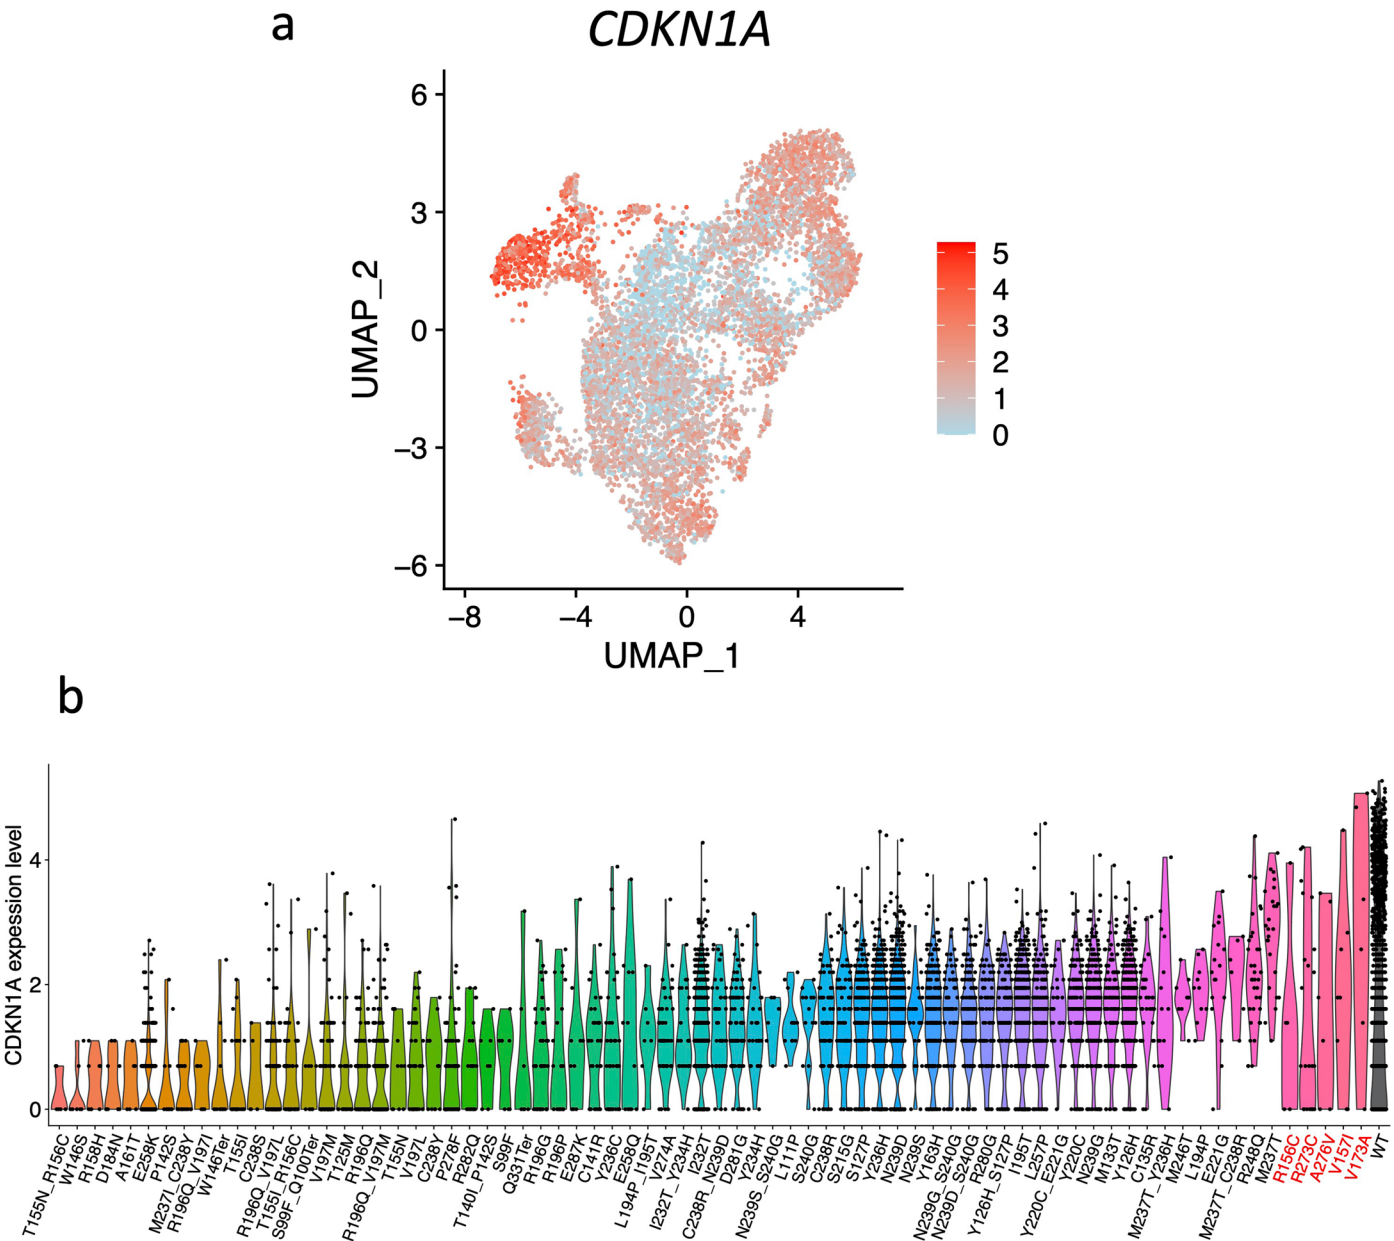 a
CDKN1A
6
3
0
−3
−6
UMAP_2
−8
−4
0
4
UMAP_1
5
4
3
2
1
0
b
CDKN1A expession level
4
2
0
T155N_R156C
W146S
R158H
D184N
A161T
E258K
P142S
M237I_C238Y
R196Q_V197I
W146Ter
T155I
C238S
R196Q_V197L
T155I_R156C
S99F_Q100Ter
V197M
T125M
R196Q
R196Q_V197M
T155N
V197L
C238Y
P278F
R282Q
T140I_P142S
S99F
Q331Ter
R196G
R196P
E287K
C141R
Y236C
E258Q
L194P_I195T
V274A
I232T_Y234H
I232T
C238R_N239D
D281G
Y234H
N239S_S240G
L111P
S240G
C238R
S215G
S127P
Y236H
N239D
N239S
Y163H
N239G_S240G
N239D_S240G
R280G
Y126H_S127P
I195T
L257P
Y220C_E221G
Y220C
N239G
M133T
Y126H
C135R
M237T_Y236H
M246T
L194P
E221G
M237T_C238R
R248Q
M237T
R156C
R273C
A276V
V157I
V173A
WT